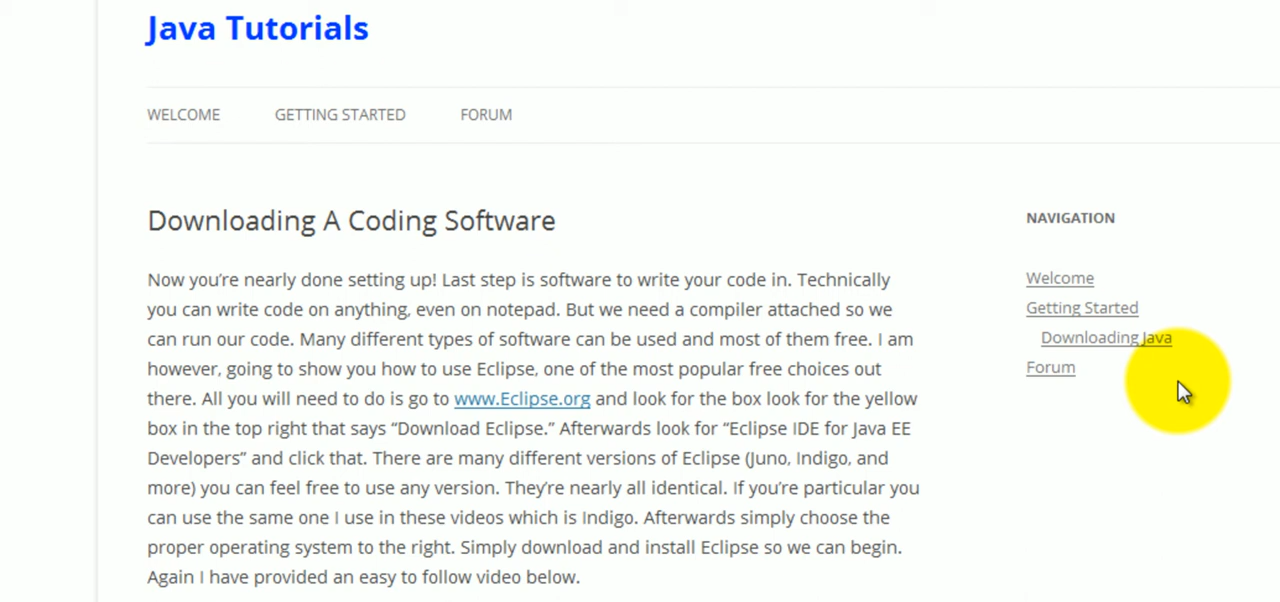 Java Tutorials
WELCOME GETTING STARTED FORUM
Downloading A Coding Software
Now you’re nearly done setting up! Last step is software to write your code in. Technically
you can write code on anything, even on notepad. But we need a compiler attached so we
can run our code. Many different types of software can be used and most of them free. I am
however, going to show you how to use Eclipse, one of the most popular free choices out
there. All you will need to do is go to www.Eclipse.org and look for the box look for the yellow
box in the top right that says “Download Eclipse.” Afterwards look for “Eclipse IDE for Java EE
Developers” and click that. There are many different versions of Eclipse (Juno, Indigo, and
more) you can feel free to use any version. They’re nearly all identical. If you’re particular you
can use the same one I use in these videos which is Indigo. Afterwards simply choose the
proper operating system to the right. Simply download and install Eclipse so we can begin.
Again I have provided an easy to follow video below.
NAVIGATION
Welcome
Getting Started
Downloading Java
Forum